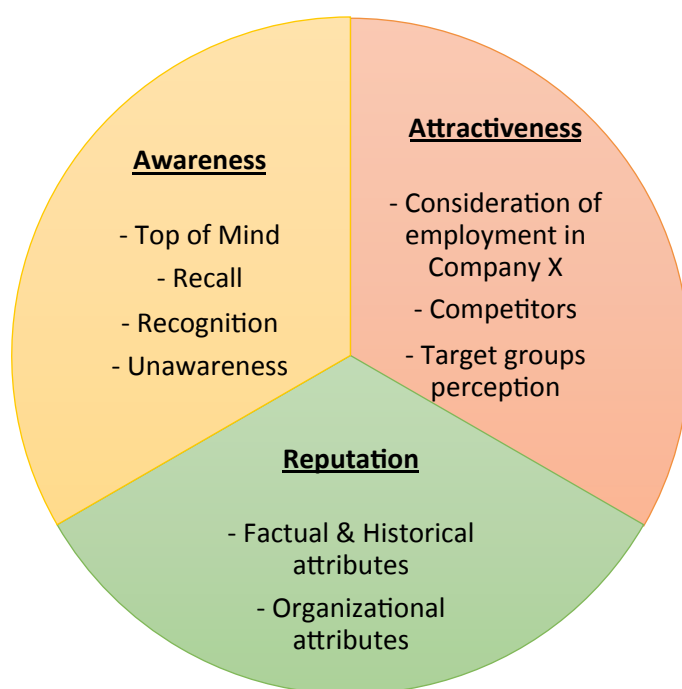 Awareness
- Top of Mind
- Recall
- Recognition
- Unawareness
Attractiveness
- Consideration of
employment in
Company X
- Competitors
- Target groups
perception
Reputation
- Factual & Historical
attributes
- Organizational
attributes